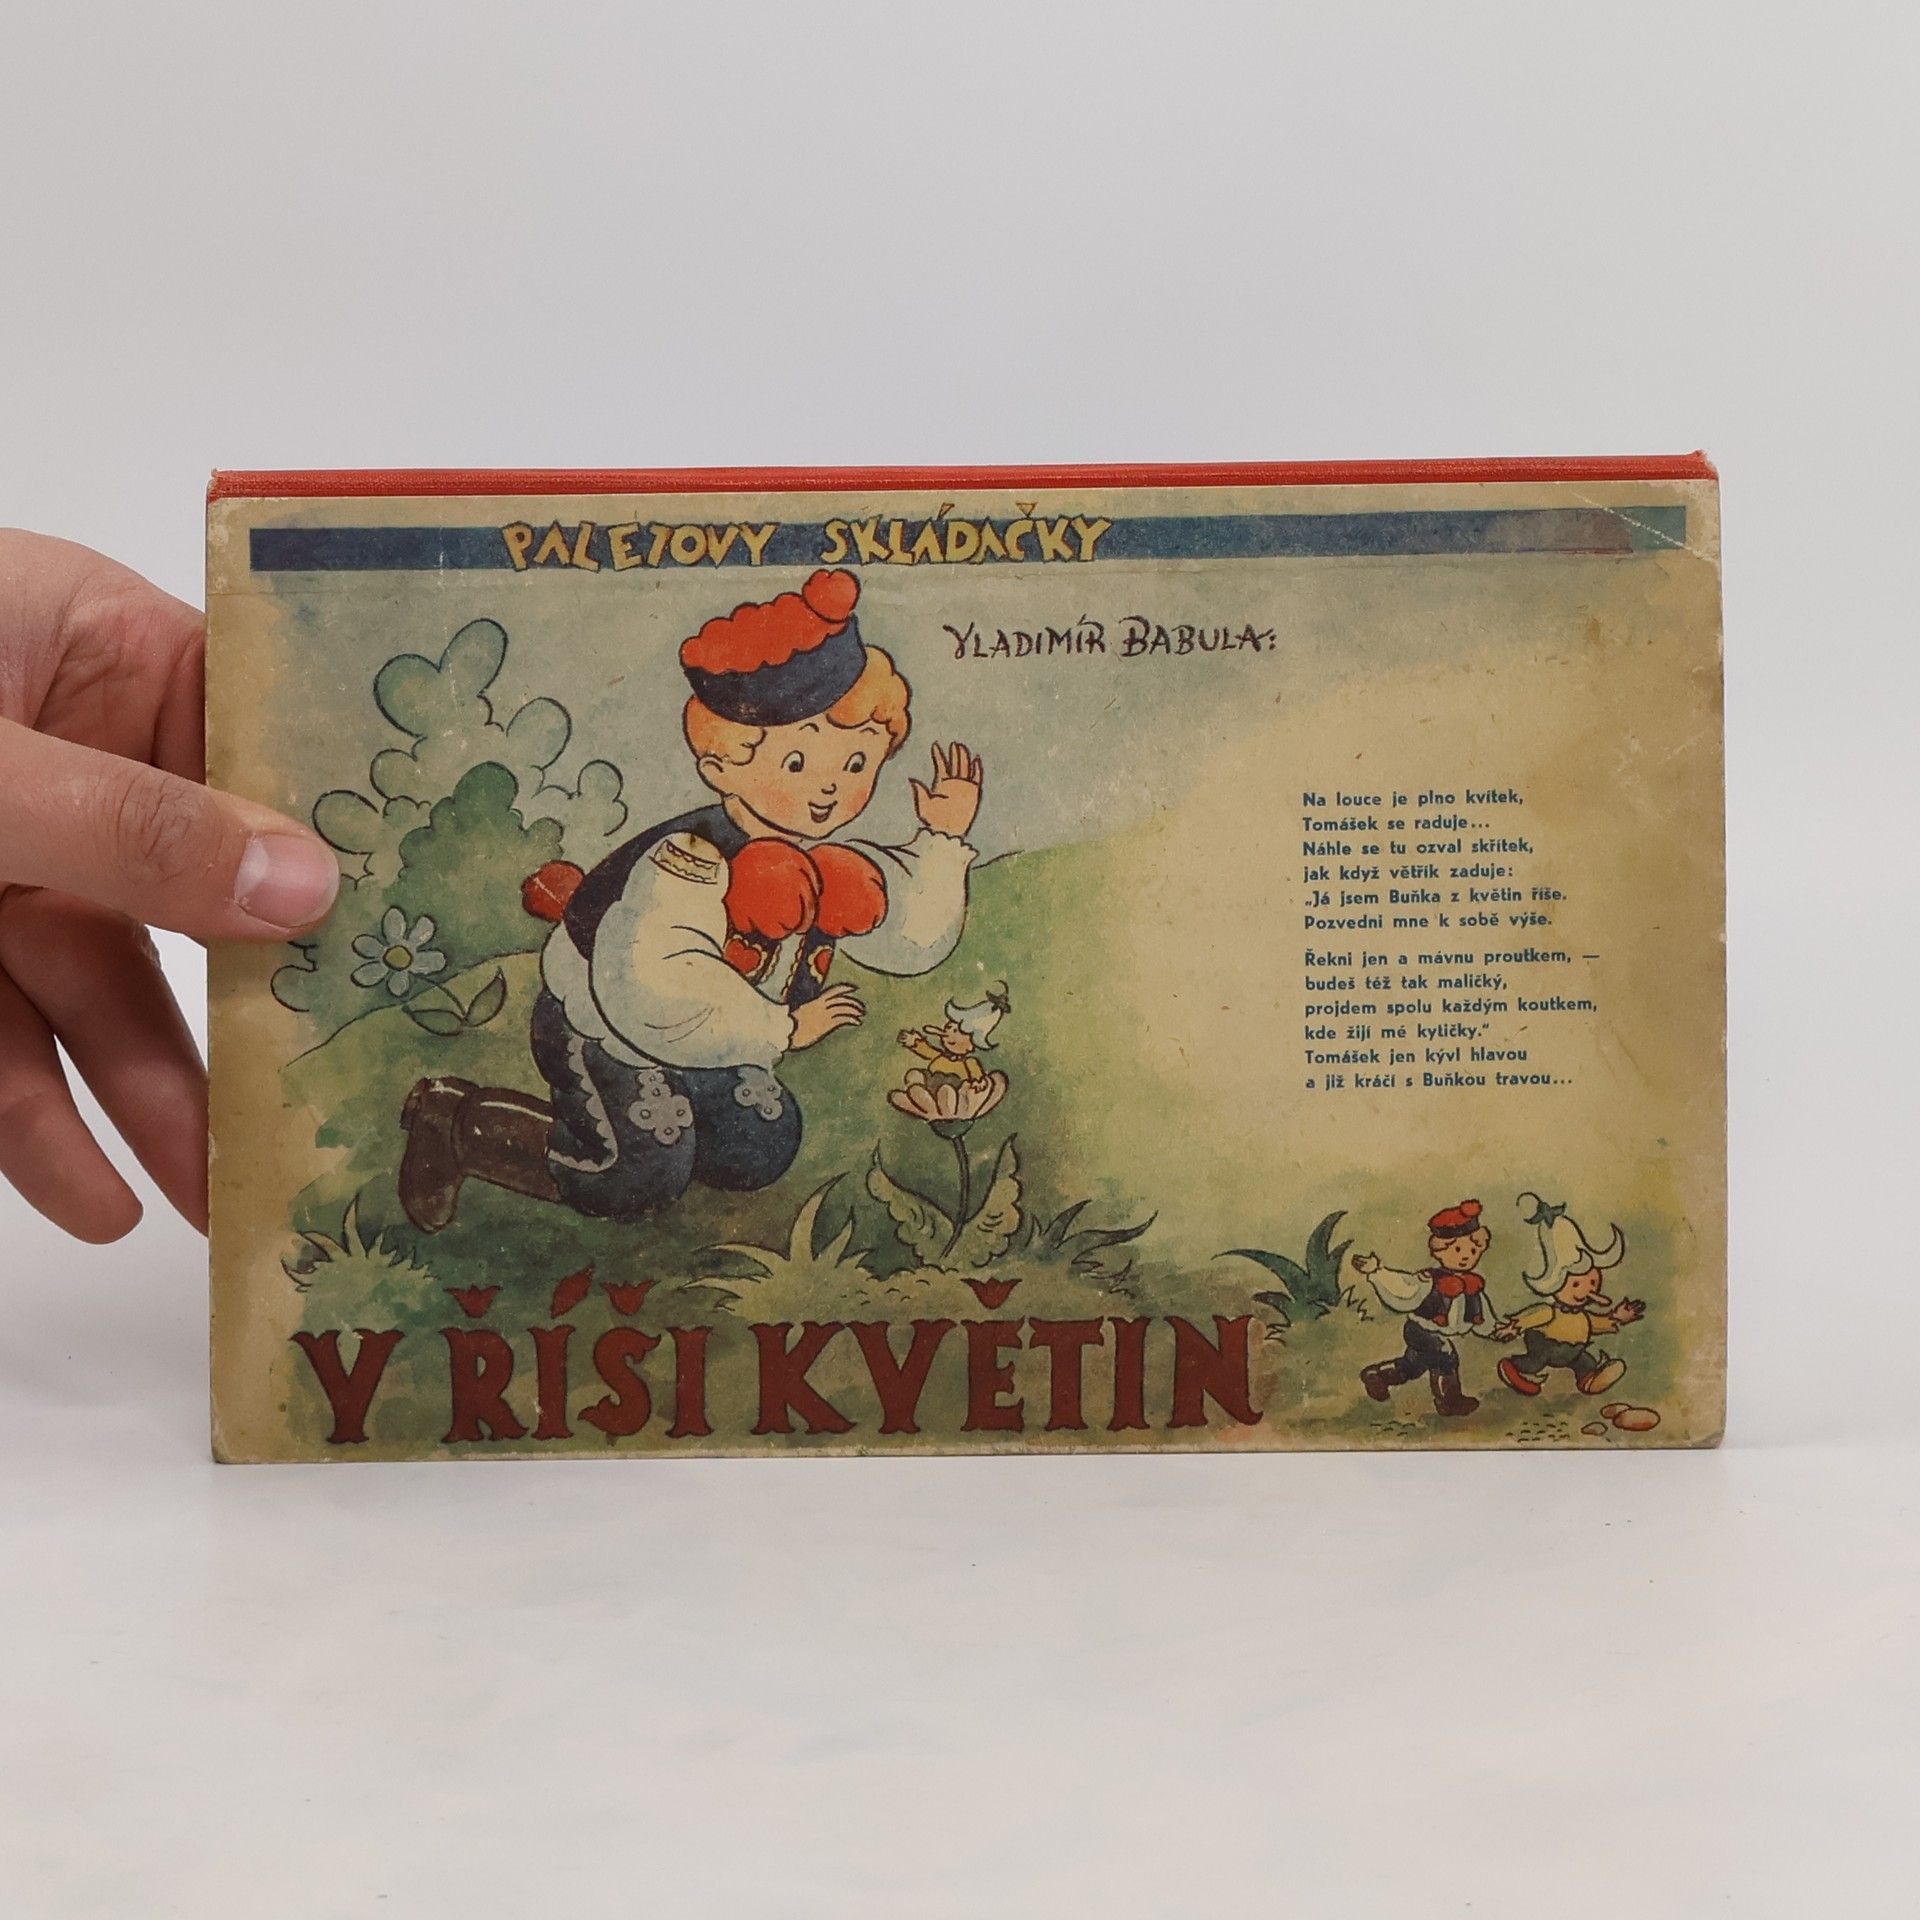 PALEZOVY SKLÁDAČKY
VLADIMÍR BABULA:
Na louce je plno kvítek,
Tomášek se raduje...
Náhle se tu ozval skřítek,
jak když větřík zaduje:
„Já jsem Buňka z květin říše.
Pozvedni mne k sobě výše.
Řekni jen a mávnu proutkem, —
budeš též tak maličký,
projdem spolu každým koutkem,
kde žijí mé kytičky."
Tomášek jen kývl hlavou
a již kráčí s Buňkou travou...
V ŘÍŠI KVĚTIN